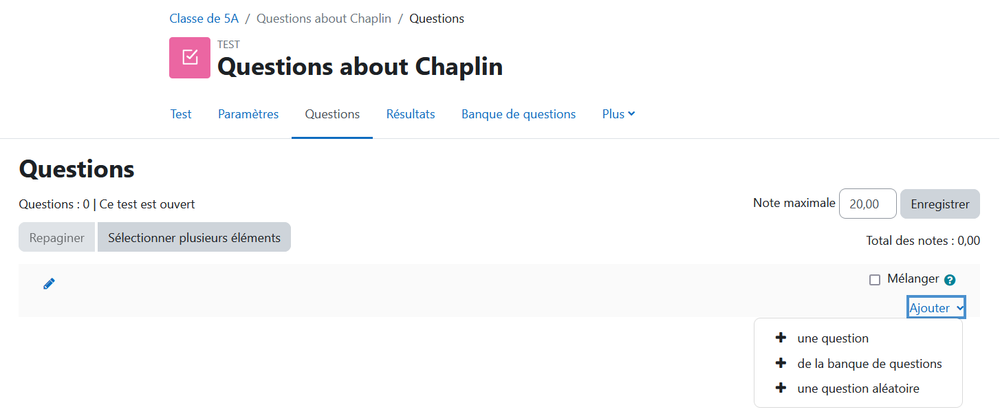 Classe de 5A / Questions about Chaplin / Questions
TEST
Questions about Chaplin
Test Paramètres Questions Résultats Banque de questions Plus
Questions
Questions : 0 | Ce test est ouvert
Note maximale 20,00 Enregistrer
Repaginer Sélectionner plusieurs éléments
Total des notes : 0,00
Mélanger ?
Ajouter
une question
de la banque de questions
une question aléatoire